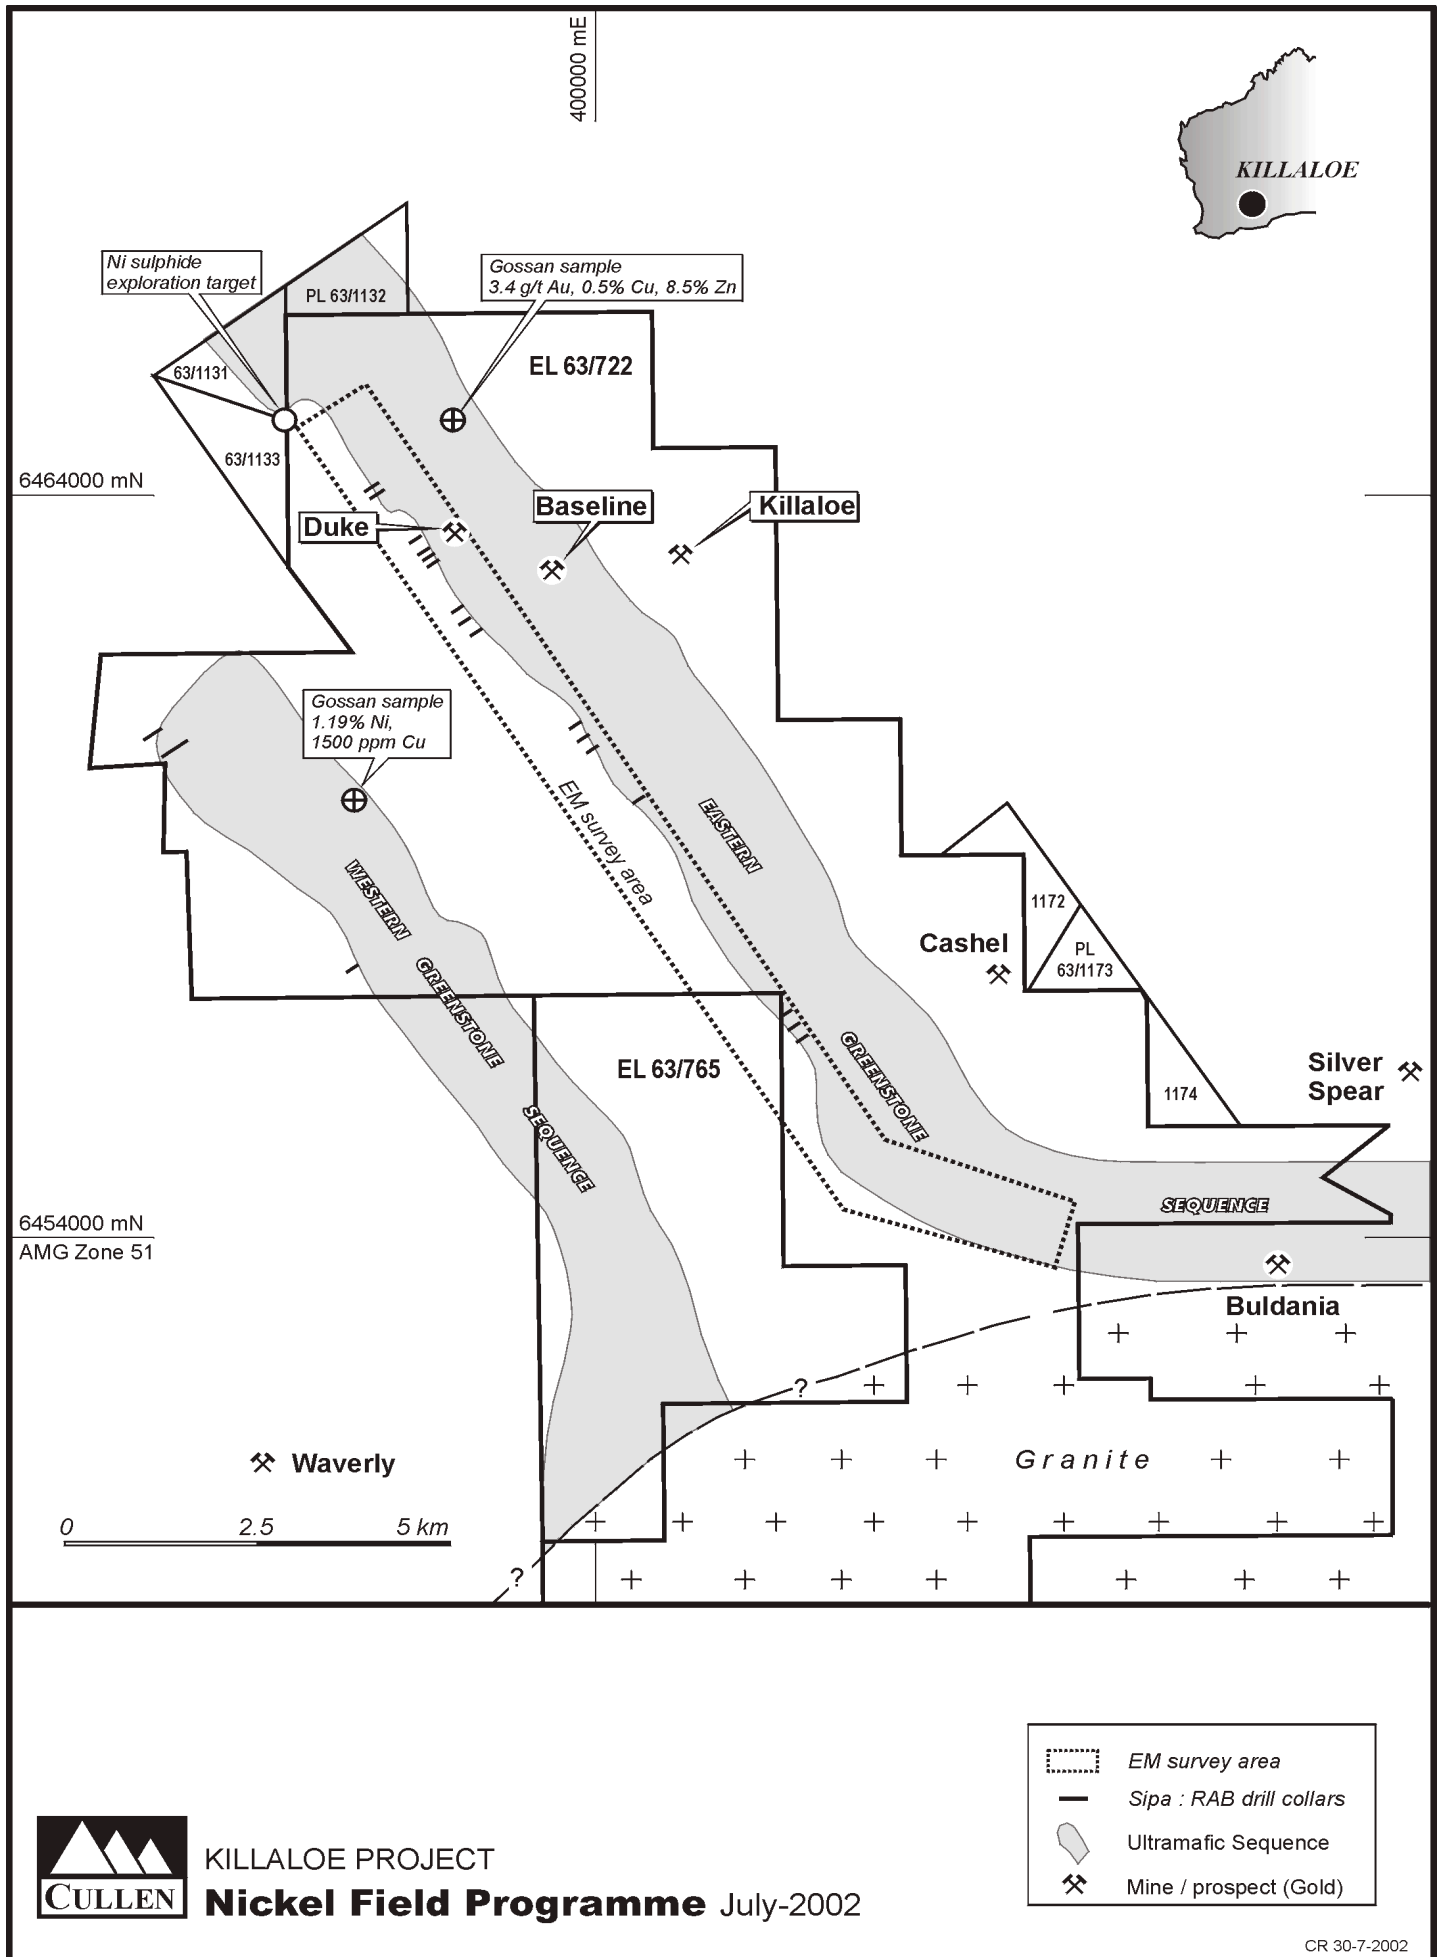 400000 mE
KILLALOE
Ni sulphide
exploration target
Gossan sample
3.4 g/t Au, 0.5% Cu, 8.5% Zn
PL 63/1132
EL 63/722
63/1131
63/1133
6464000 mN
Duke
Baseline
Killaloe
Gossan sample
1.19% Ni,
1500 ppm Cu
EM survey area
EASTERN
GREENSTONE
SEQUENCE
WESTERN
GREENSTONE
SEQUENCE
1172
PL
63/1173
Cashel
EL 63/765
1174
Silver
Spear
6454000 mN
AMG Zone 51
Buldania
?
Granite
Waverly
0 2.5 5 km
?
EM survey area
Sipa : RAB drill collars
Ultramafic Sequence
Mine / prospect (Gold)
CULLEN
KILLALOE PROJECT
Nickel Field Programme July-2002
CR 30-7-2002